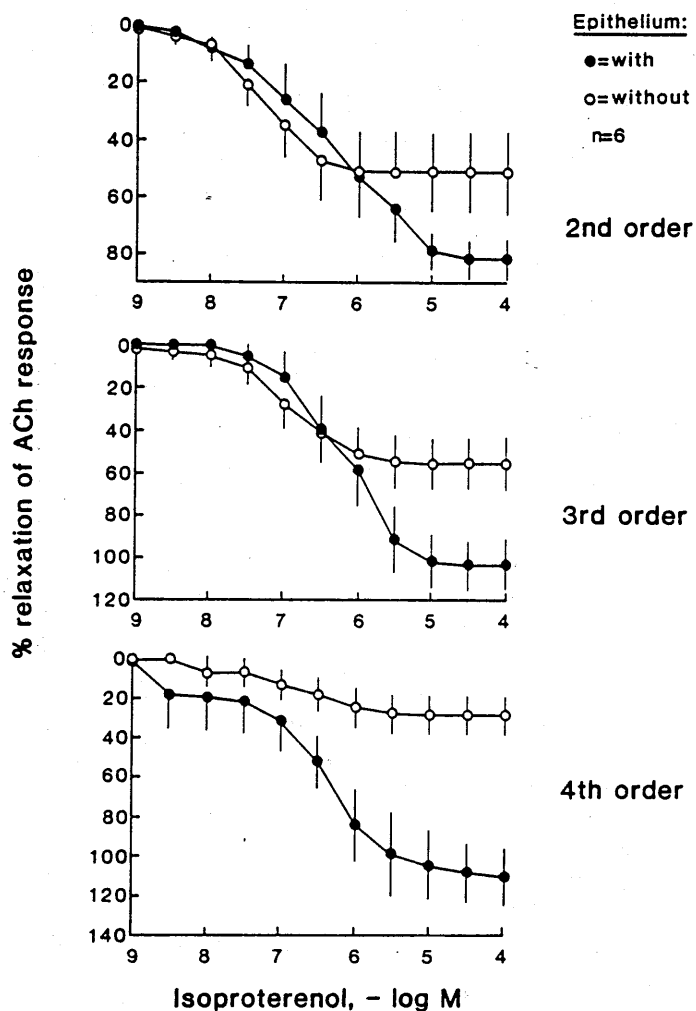 Epithelium:
●=with
○=without
n=6
% relaxation of ACh response
0
20
40
60
80
9 8 7 6 5 4
2nd order
0
20
40
60
80
100
120
9 8 7 6 5 4
3rd order
0
20
40
60
80
100
120
140
9 8 7 6 5 4
4th order
Isoproterenol, - log M